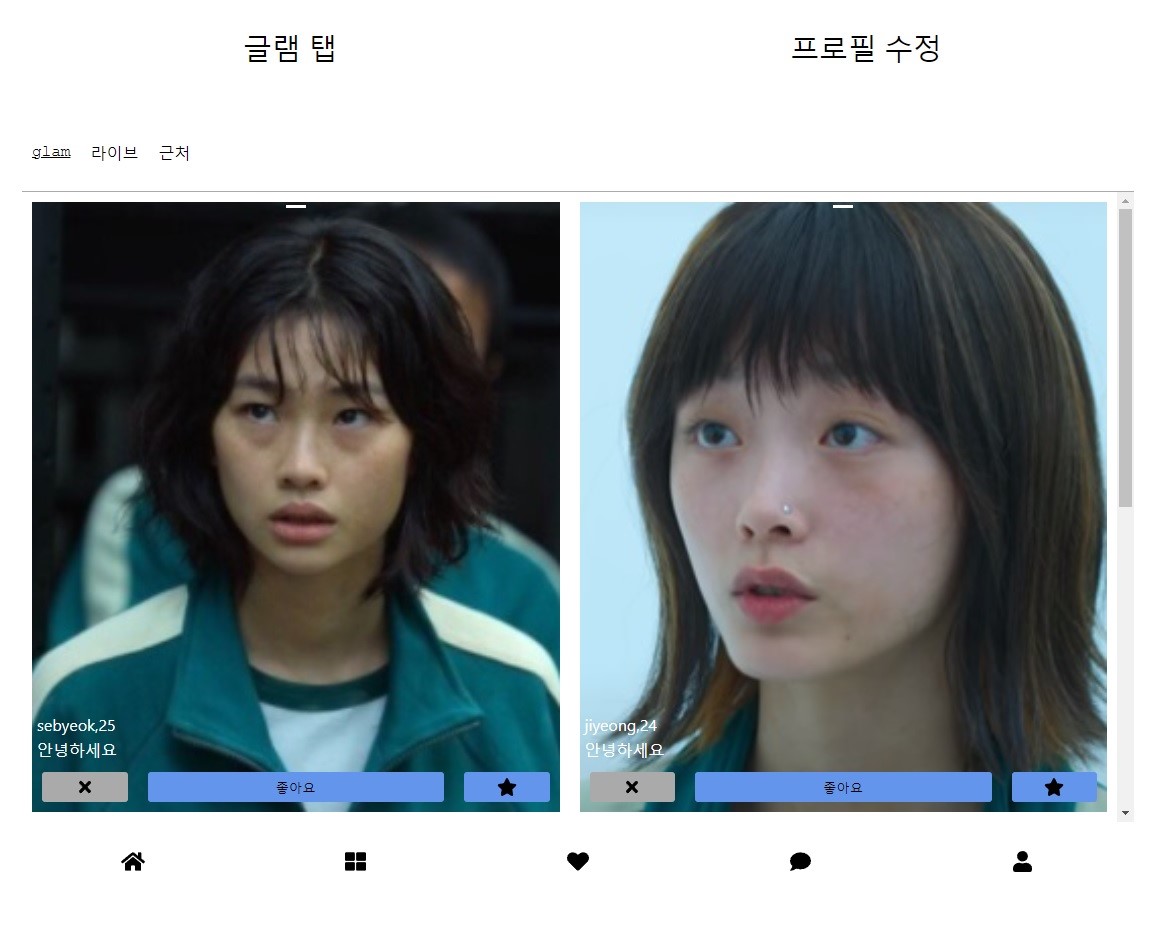 글램 탭 프로필 수정
glam 라이브 근처
sebyeok,25
안녕하세요
좋아요
jiyeong,24
안녕하세요
좋아요